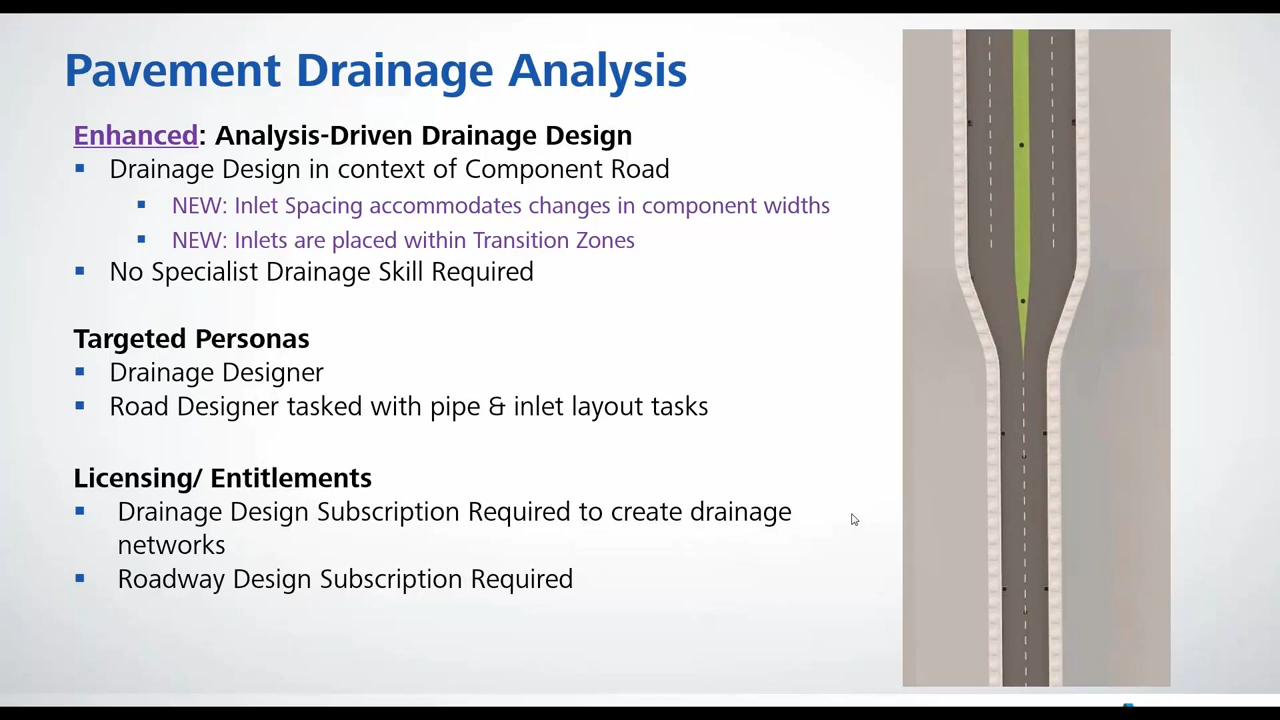 Pavement Drainage Analysis
Enhanced: Analysis-Driven Drainage Design
Drainage Design in context of Component Road
NEW: Inlet Spacing accommodates changes in component widths
NEW: Inlets are placed within Transition Zones
No Specialist Drainage Skill Required
Targeted Personas
Drainage Designer
Road Designer tasked with pipe & inlet layout tasks
Licensing/ Entitlements
Drainage Design Subscription Required to create drainage
networks
Roadway Design Subscription Required